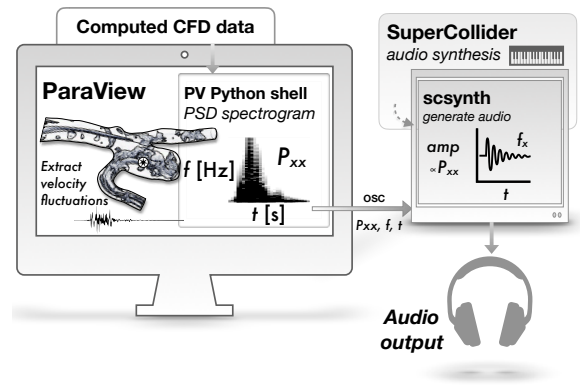 Computed CFD data
SuperCollider
audio synthesis
ParaView
PV Python shell
PSD spectrogram
scsynth
generate audio
Extract
velocity
fluctuations
*
f [Hz]
Pxx
t [s]
OSC
Pxx, f, t
amp
∝Pxx
fx
t
Audio
output